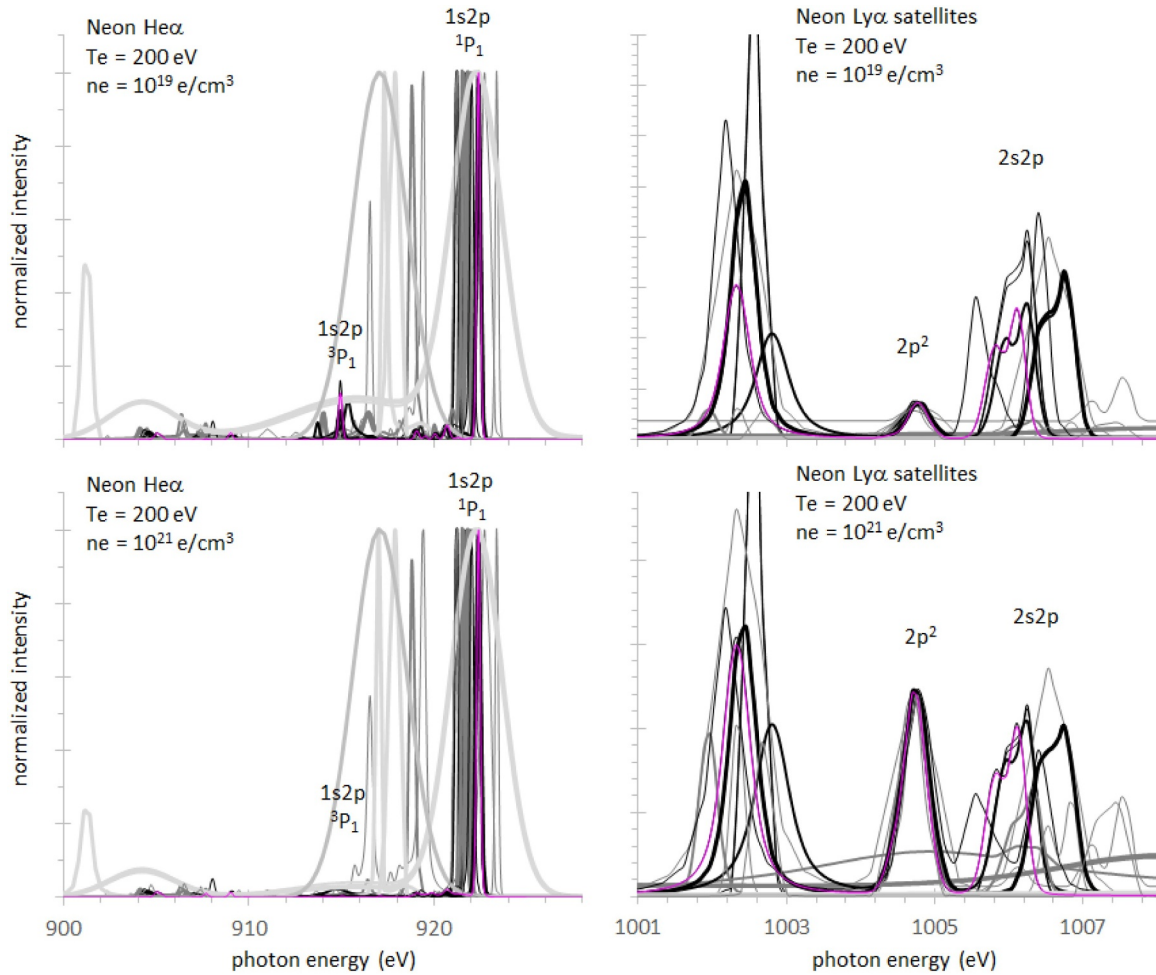 Neon Heα
Te = 200 eV
ne = 10¹⁹ e/cm³
1s2p
¹P₁
1s2p
³P₁
normalized intensity
Neon Lyα satellites
Te = 200 eV
ne = 10¹⁹ e/cm³
2s2p
2p²
Neon Heα
Te = 200 eV
ne = 10²¹ e/cm³
1s2p
¹P₁
1s2p
³P₁
normalized intensity
900
910
920
photon energy (eV)
Neon Lyα satellites
Te = 200 eV
ne = 10²¹ e/cm³
2s2p
2p²
1001
1003
1005
1007
photon energy (eV)